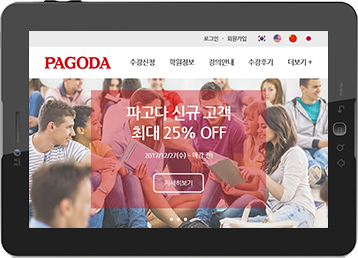 로그인 · 회원가입
PAGODA
수강신청 학원정보 강의안내 수강후기 더보기 +
파고다 신규 고객
최대 25% OFF
2017/12/27(수) ~ 마감 전!
자세히보기